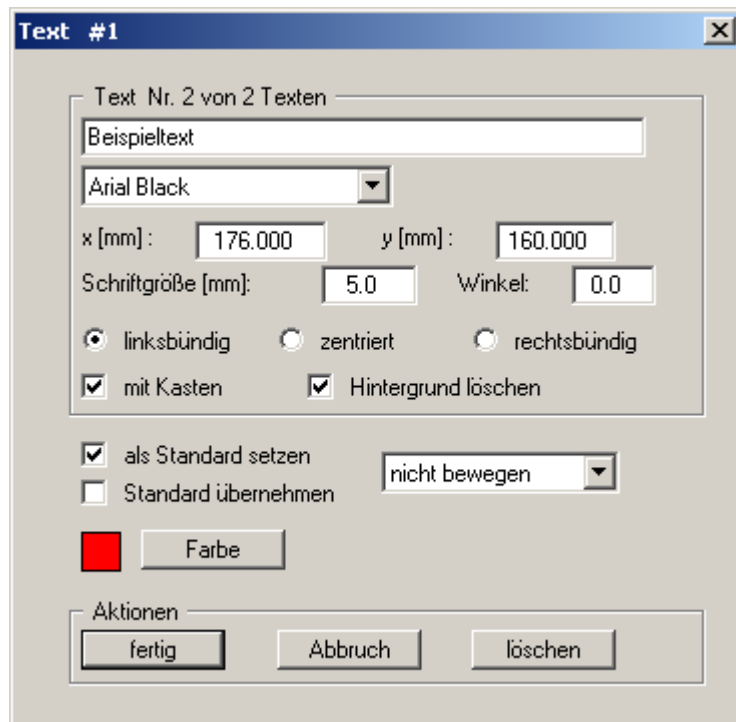 Text #1
Text Nr. 2 von 2 Texten
Beispieltext
Arial Black
x [mm] : 176.000 y [mm] : 160.000
Schriftgröße [mm]: 5.0 Winkel: 0.0
linksbündig zentriert rechtsbündig
mit Kasten Hintergrund löschen
als Standard setzen
nicht bewegen
Standard übernehmen
Farbe
Aktionen
fertig Abbruch löschen